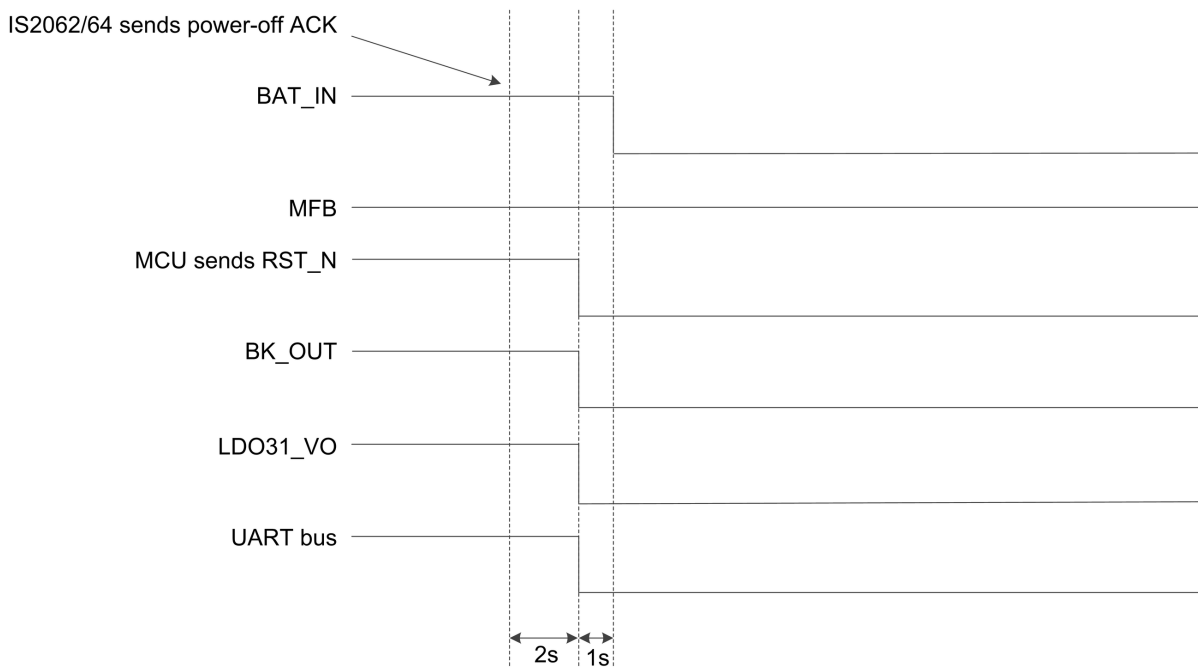 IS2062/64 sends power-off ACK
BAT_IN
MFB
MCU sends RST_N
BK_OUT
LDO31_VO
UART bus
2s
1s